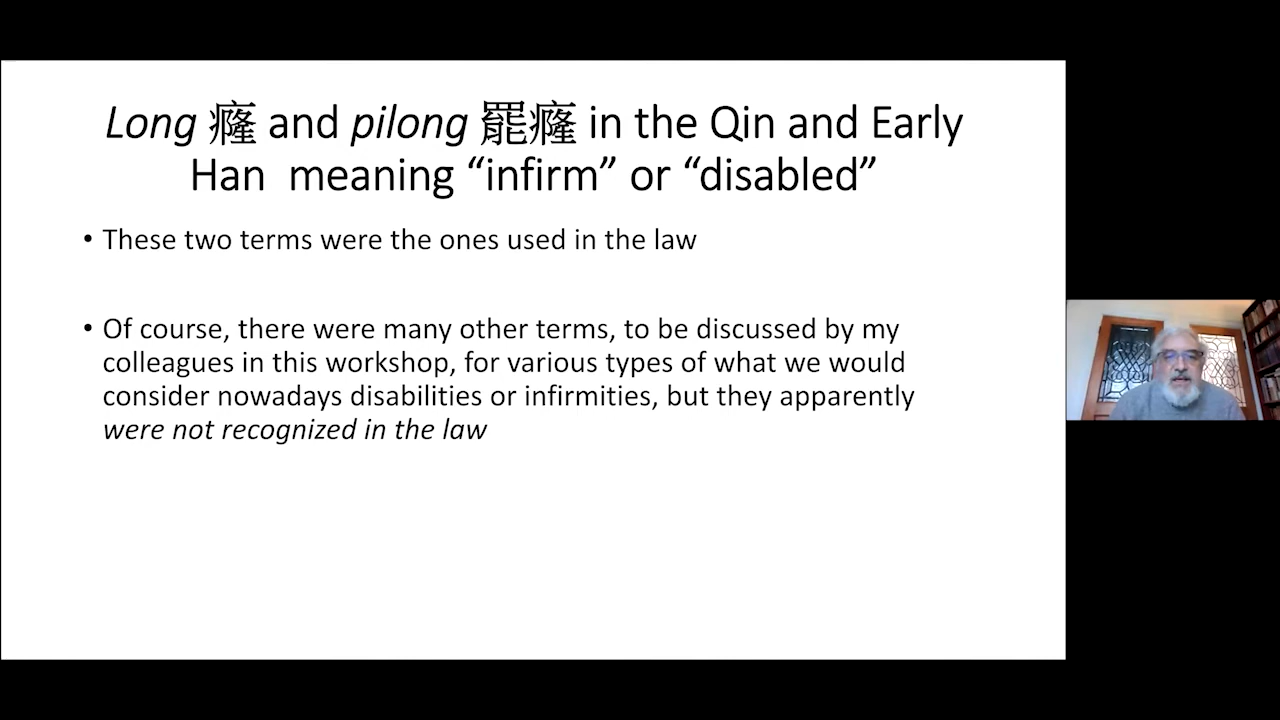 Long 癃 and pilong 罷癃 in the Qin and Early
Han meaning “infirm” or “disabled”
• These two terms were the ones used in the law
• Of course, there were many other terms, to be discussed by my
colleagues in this workshop, for various types of what we would
consider nowadays disabilities or infirmities, but they apparently
were not recognized in the law